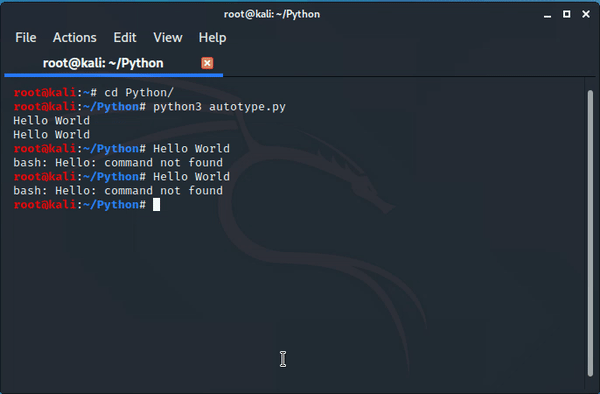 root@kali: ~/Python
File Actions Edit View Help
root@kali: ~/Python
root@kali:~# cd Python/
root@kali:~/Python# python3 autotype.py
Hello World
Hello World
root@kali:~/Python# Hello World
bash: Hello: command not found
root@kali:~/Python# Hello World
bash: Hello: command not found
root@kali:~/Python#